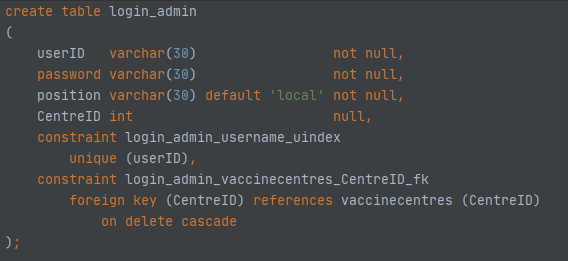 create table login_admin
(
    userID   varchar(30)                 not null,
    password varchar(30)                 not null,
    position varchar(30) default 'local' not null,
    CentreID int                         null,
    constraint login_admin_username_uindex
        unique (userID),
    constraint login_admin_vaccinecentres_CentreID_fk
        foreign key (CentreID) references vaccinecentres (CentreID)
            on delete cascade
);